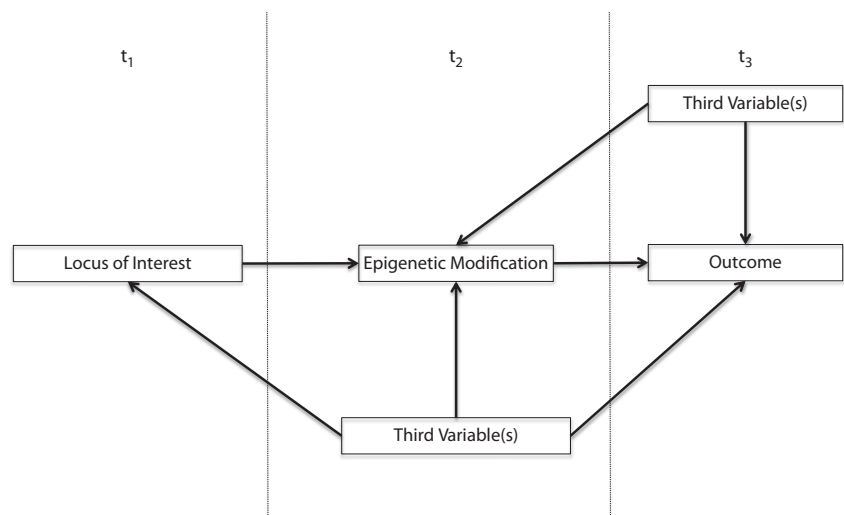 t1 t2 t3
Third Variable(s)
Locus of Interest Epigenetic Modification Outcome
Third Variable(s)